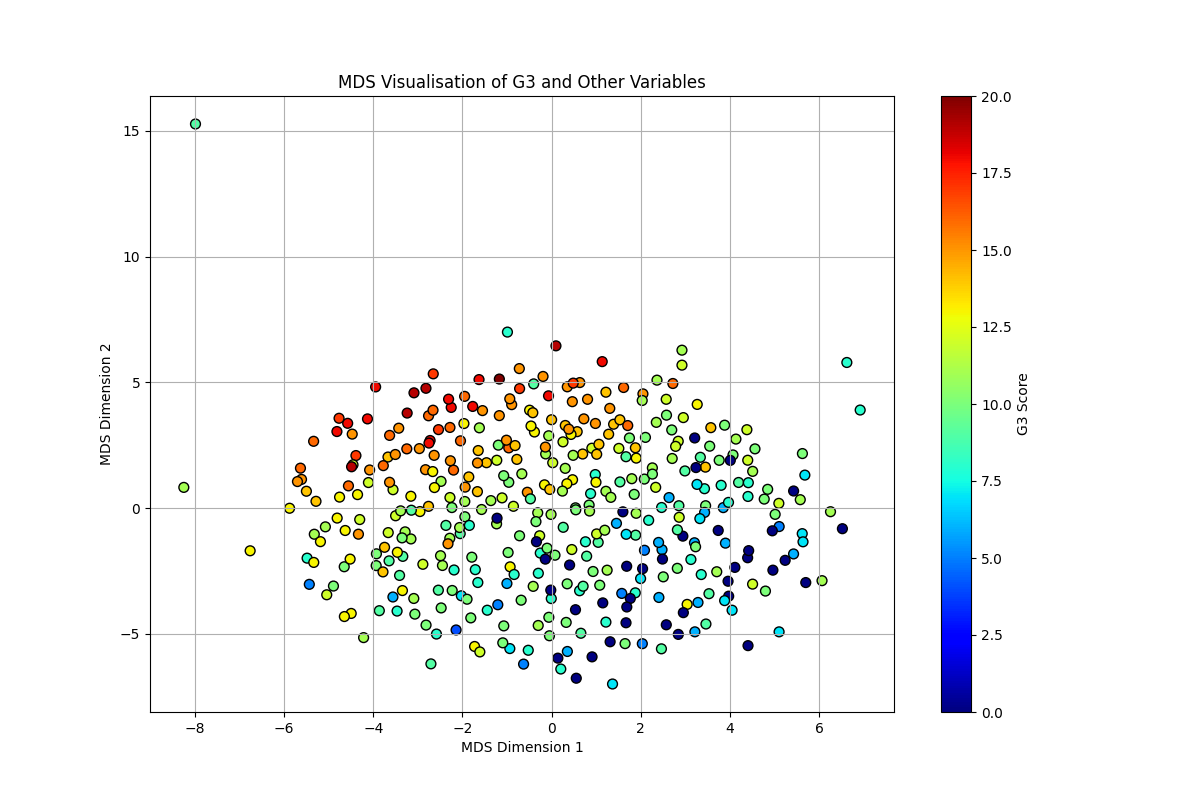 MDS Visualisation of G3 and Other Variables
15
10
5
0
−5
MDS Dimension 2
−8 −6 −4 −2 0 2 4 6
MDS Dimension 1
20.0
17.5
15.0
12.5
10.0
7.5
5.0
2.5
0.0
G3 Score